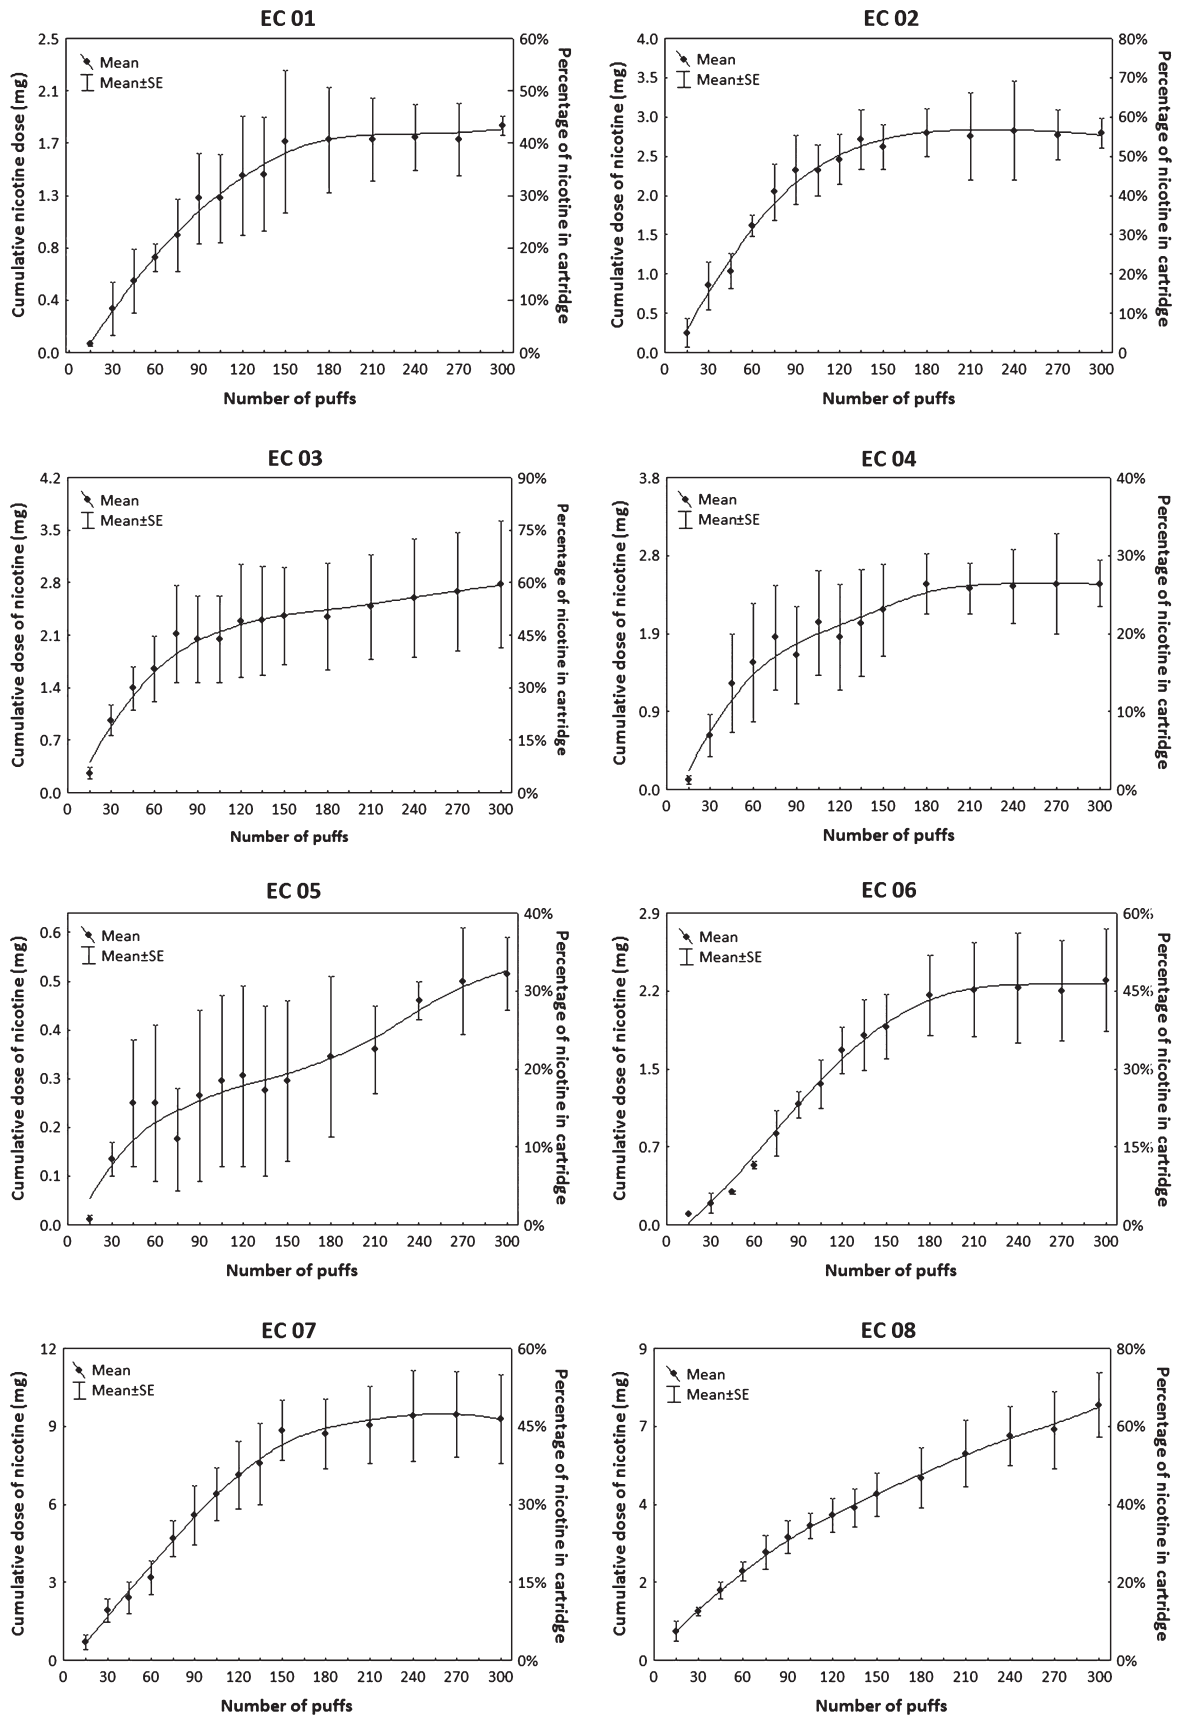 EC 01
Cumulative nicotine dose (mg)
2.5
2.1
1.7
1.3
0.8
0.4
0.0
Mean
Mean±SE
60%
50%
40%
30%
20%
10%
0%
Percentage of nicotine in cartridge
0 30 60 90 120 150 180 210 240 270 300
Number of puffs
EC 02
Cumulative dose of nicotine (mg)
4.0
3.5
3.0
2.5
2.0
1.5
1.0
0.5
0.0
Mean
Mean±SE
80%
70%
60%
50%
40%
30%
20%
10%
0
Percentage of nicotine in cartridge
0 30 60 90 120 150 180 210 240 270 300
Number of puffs
EC 03
Cumulative dose of nicotine (mg)
4.2
3.5
2.8
2.1
1.4
0.7
0.0
Mean
Mean±SE
90%
75%
60%
45%
30%
15%
0%
Percentage of nicotine in cartridge
0 30 60 90 120 150 180 210 240 270 300
Number of puffs
EC 04
Cumulative dose of nicotine (mg)
3.8
2.8
1.9
0.9
0.0
Mean
Mean±SE
40%
30%
20%
10%
0%
Percentage of nicotine in cartridge
0 30 60 90 120 150 180 210 240 270 300
Number of puffs
EC 05
Cumulative dose of nicotine (mg)
0.6
0.5
0.4
0.3
0.2
0.1
0.0
Mean
Mean±SE
40%
30%
20%
10%
0%
Percentage of nicotine in cartridge
0 30 60 90 120 150 180 210 240 270 300
Number of puffs
EC 06
Cumulative dose of nicotine (mg)
2.9
2.2
1.5
0.7
0.0
Mean
Mean±SE
60%
45%
30%
15%
0%
Percentage of nicotine in cartridge
0 30 60 90 120 150 180 210 240 270 300
Number of puffs
EC 07
Cumulative dose of nicotine (mg)
12
9
6
3
0
Mean
Mean±SE
60%
45%
30%
15%
0%
Percentage of nicotine in cartridge
0 30 60 90 120 150 180 210 240 270 300
Number of puffs
EC 08
Cumulative dose of nicotine (mg)
9
7
4
2
0
Mean
Mean±SE
80%
60%
40%
20%
0%
Percentage of nicotine in cartridge
0 30 60 90 120 150 180 210 240 270 300
Number of puffs